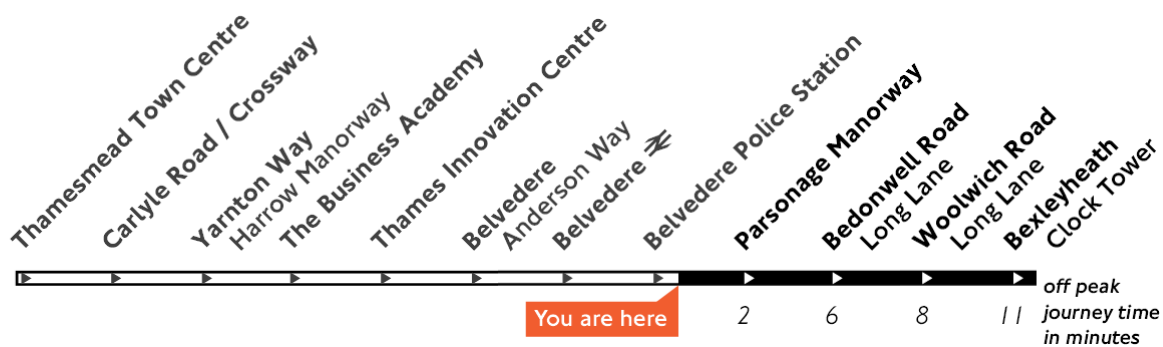 Thamesmead Town Centre
Carlyle Road / Crossway
Yarnton Way
Harrow Manorway
The Business Academy
Thames Innovation Centre
Belvedere
Anderson Way
Belvedere
Belvedere Police Station
Parsonage Manorway
Bedonwell Road
Long Lane
Woolwich Road
Long Lane
Bexleyheath
Clock Tower
You are here
2
6
8
11
off peak
journey time
in minutes